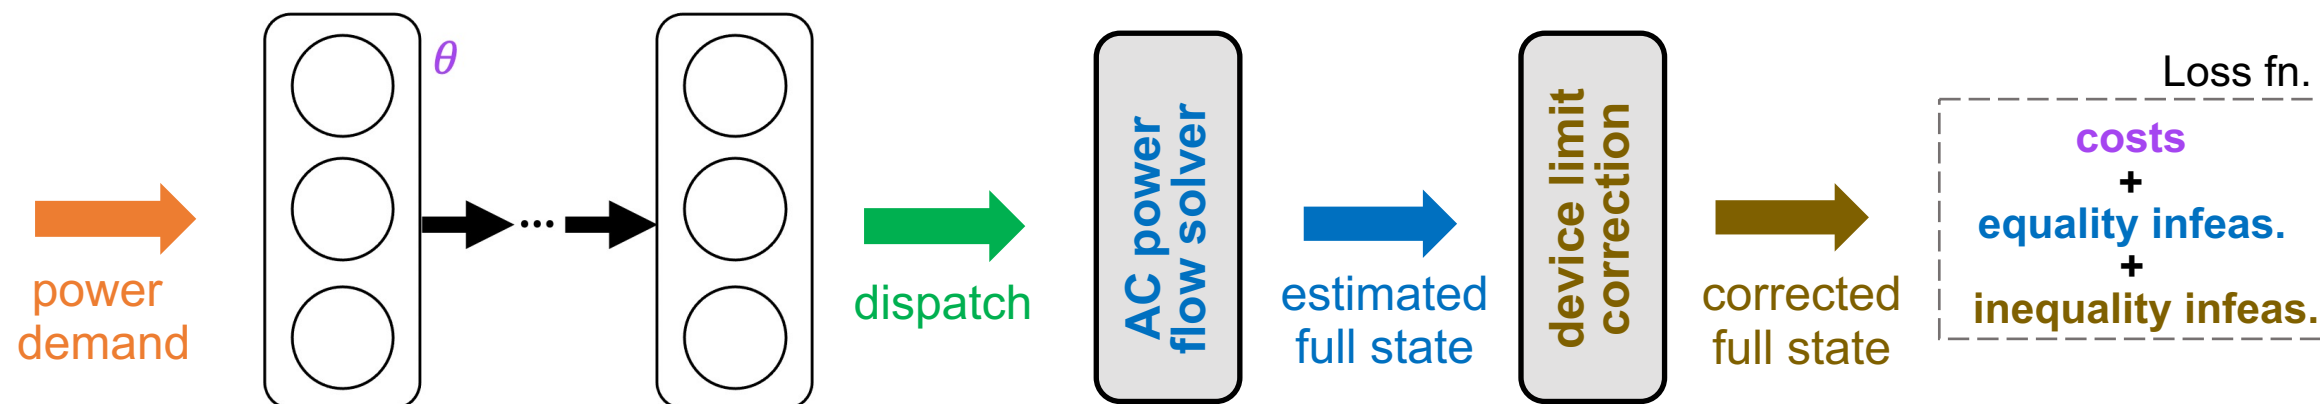 power
demand
θ
...
dispatch
AC power
flow solver
estimated
full state
device limit
correction
corrected
full state
Loss fn.
costs
+
equality infeas.
+
inequality infeas.